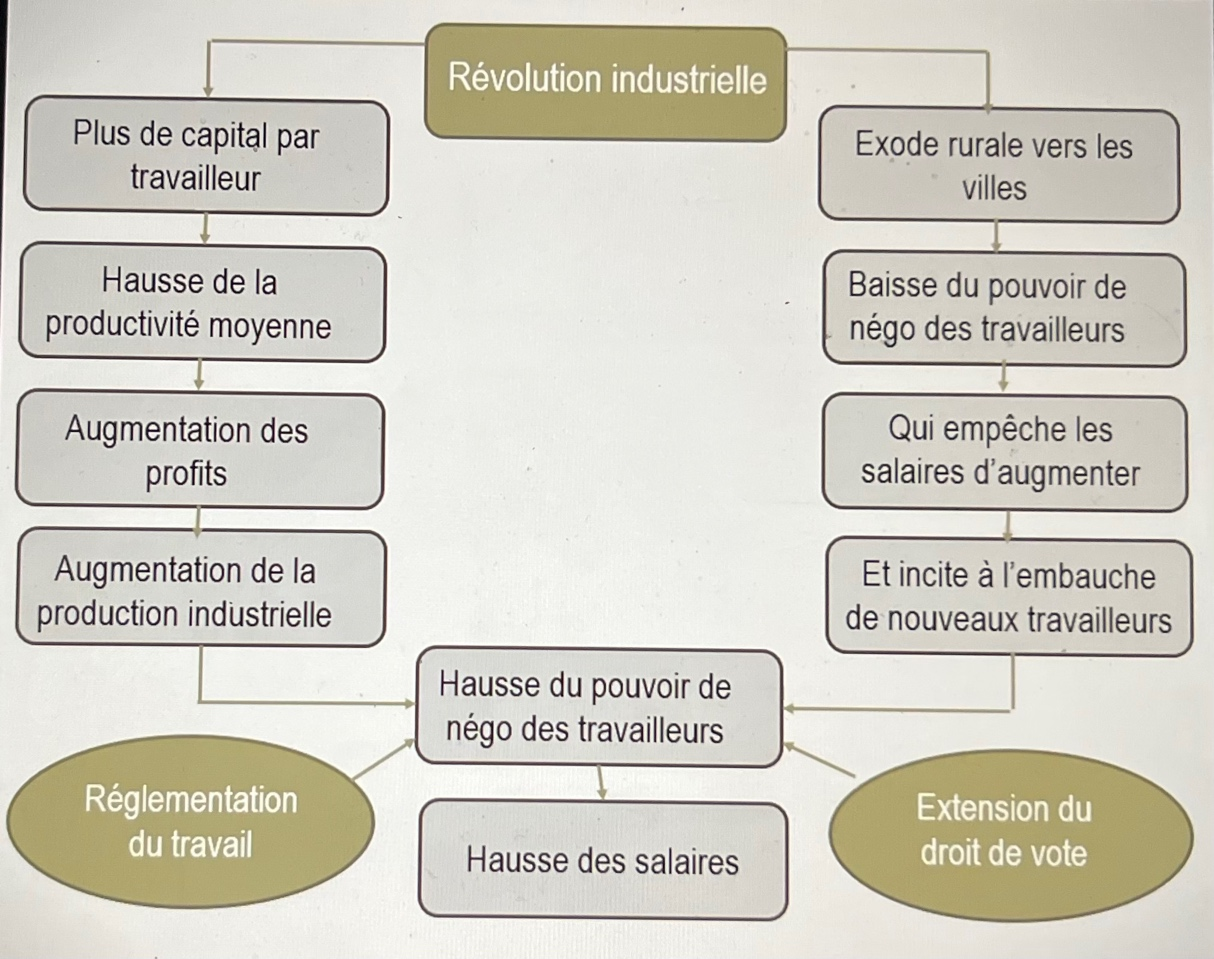 Révolution industrielle
Plus de capital par
travailleur
Hausse de la
productivité moyenne
Augmentation des
profits
Augmentation de la
production industrielle
Exode rurale vers les
villes
Baisse du pouvoir de
négo des travailleurs
Qui empêche les
salaires d'augmenter
Et incite à l'embauche
de nouveaux travailleurs
Hausse du pouvoir de
négo des travailleurs
Réglementation
du travail
Extension du
droit de vote
Hausse des salaires